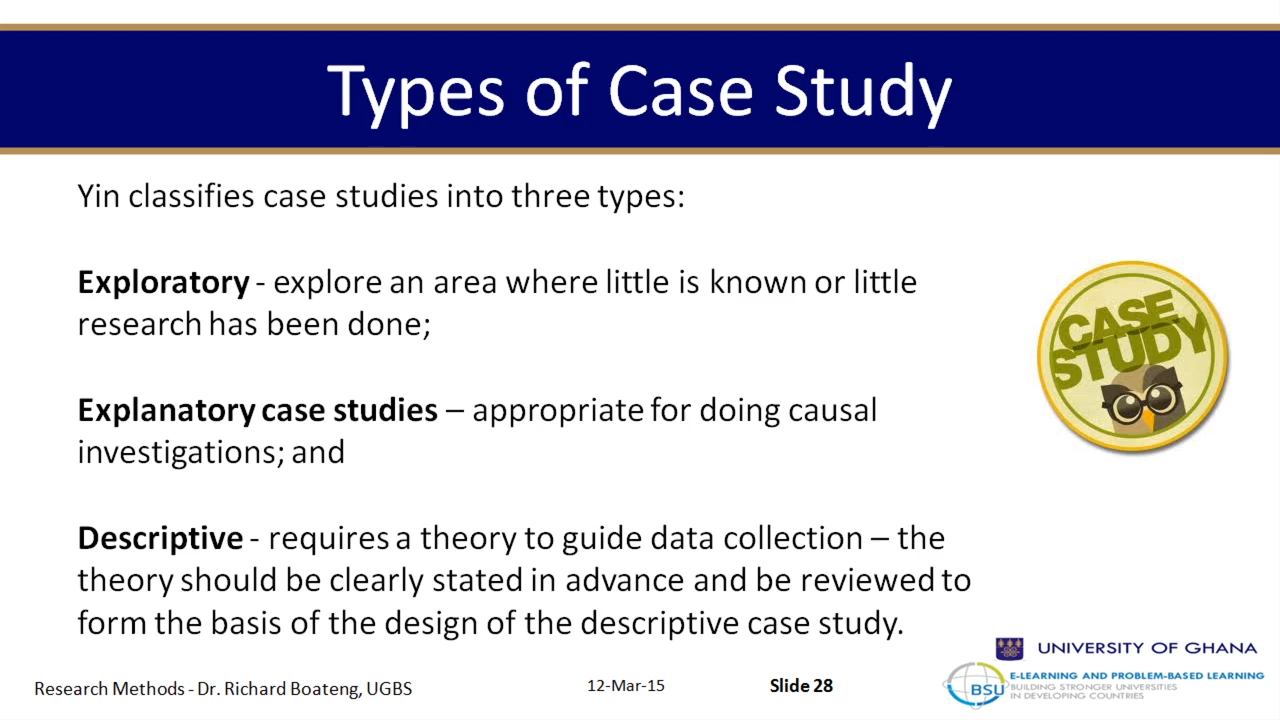 Types of Case Study
Yin classifies case studies into three types:
Exploratory - explore an area where little is known or little
research has been done;
Explanatory case studies – appropriate for doing causal
investigations; and
Descriptive - requires a theory to guide data collection – the
theory should be clearly stated in advance and be reviewed to
form the basis of the design of the descriptive case study.
CASE
STUDY
UNIVERSITY OF GHANA
BSU
E-LEARNING AND PROBLEM-BASED LEARNING
BUILDING STRONGER UNIVERSITIES
IN DEVELOPING COUNTRIES
Research Methods - Dr. Richard Boateng, UGBS
12-Mar-15
Slide 28